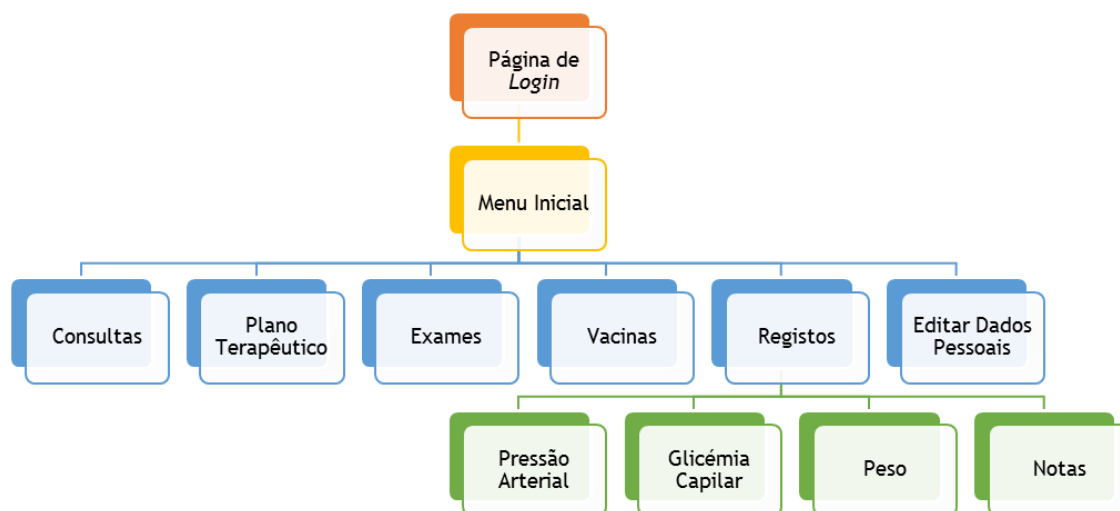 Página de
Login
Menu Inicial
Consultas
Plano
Terapêutico
Exames
Vacinas
Registos
Editar Dados
Pessoais
Pressão
Arterial
Glicémia
Capilar
Peso
Notas